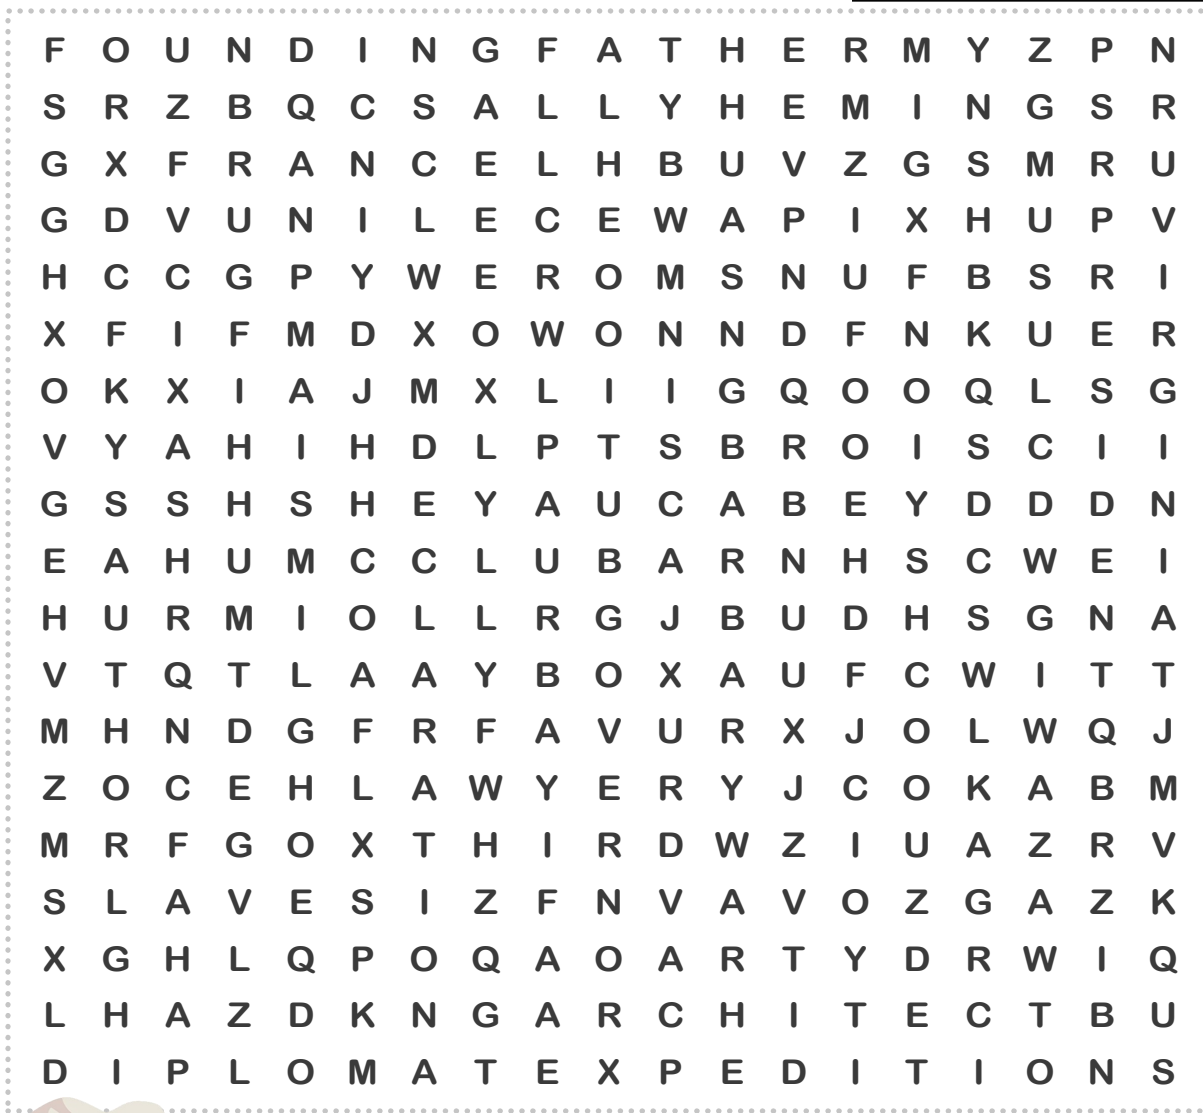 F O U N D I N G F A T H E R M Y Z P N
S R Z B Q C S A L L Y H E M I N G S R
G X F R A N C E L H B U V Z G S M R U
G D V U N I L E C E W A P I X H U P V
H C C G P Y W E R O M S N U F B S R I
X F I F M D X O W O N N D F N K U E R
O K X I A J M X L I I G Q O O Q L S G
V Y A H I H D L P T S B R O I S C I I
G S S H S H E Y A U C A B E Y D D D N
E A H U M C C L U B A R N H S C W E I
H U R M I O L L R G J B U D H S G N A
V T Q T L A A Y B O X A U F C W I T T
M H N D G F R F A V U R X J O L W Q J
Z O C E H L A W Y E R Y J C O K A B M
M R F G O X T H I R D W Z I U A Z R V
S L A V E S I Z F N V A V O Z G A Z K
X G H L Q P O Q A O A R T Y D R W I Q
L H A Z D K N G A R C H I T E C T B U
D I P L O M A T E X P E D I T I O N S